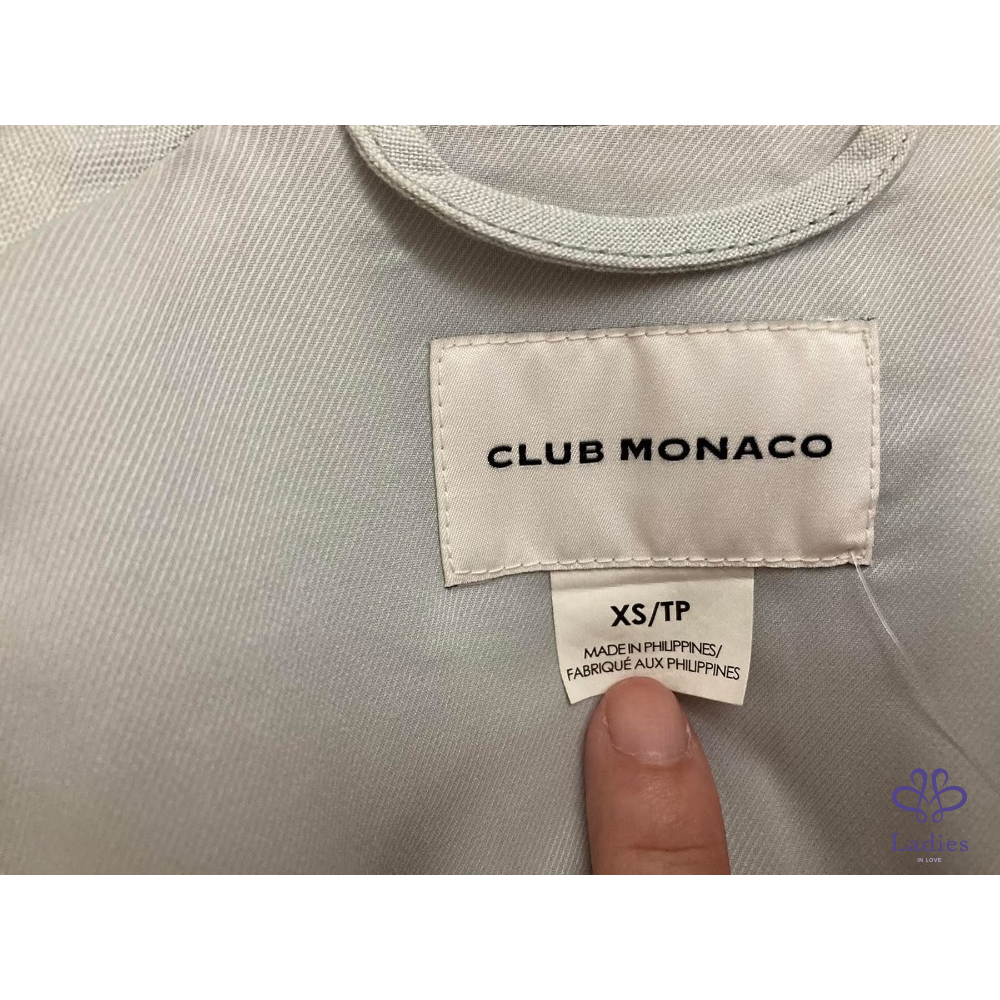 CLUB MONACO
XS/TP
MADE IN PHILIPPINES/
FABRIQUÉ AUX PHILIPPINES
Ladies
IN LOVE